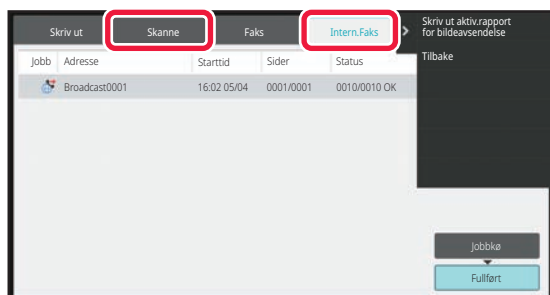 Skriv ut
Skanne
Faks
Intern.Faks
Skriv ut aktiv.rapport
for bildeavsendelse
Tilbake
Jobb Adresse Starttid Sider Status
Broadcast0001 16:02 05/04 0001/0001 0010/0010 OK
Jobbkø
Fullført